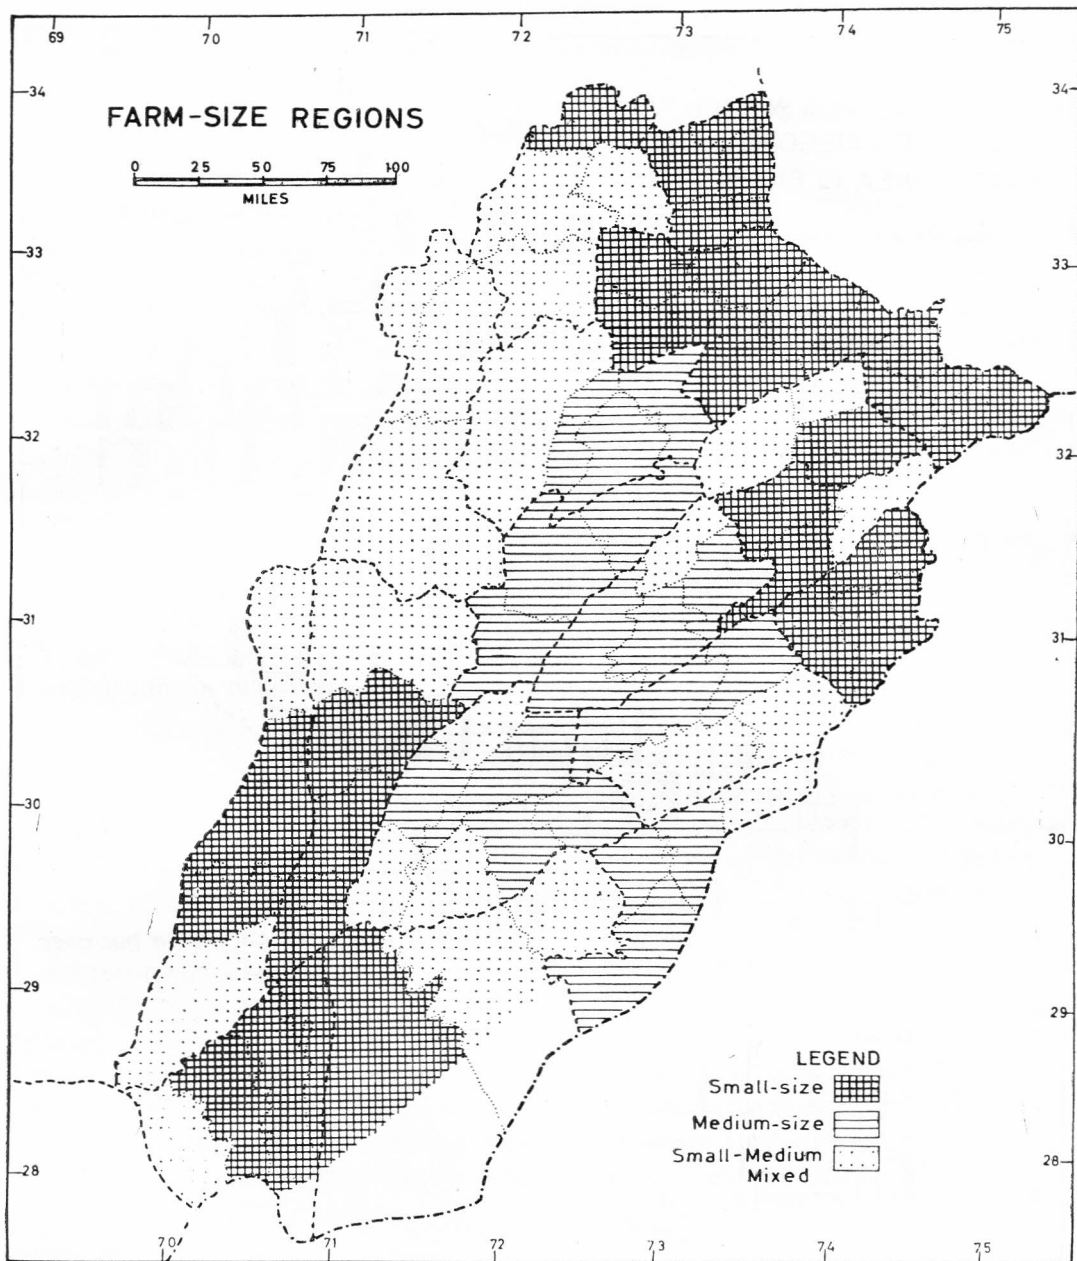 69 70 71 72 73 74 75
34 34
FARM-SIZE REGIONS
0 25 50 75 100
MILES
33 33
32 32
31 31
30 30
29 29
LEGEND
Small-size
Medium-size
Small-Medium
Mixed
28 28
70 71 72 73 74 75